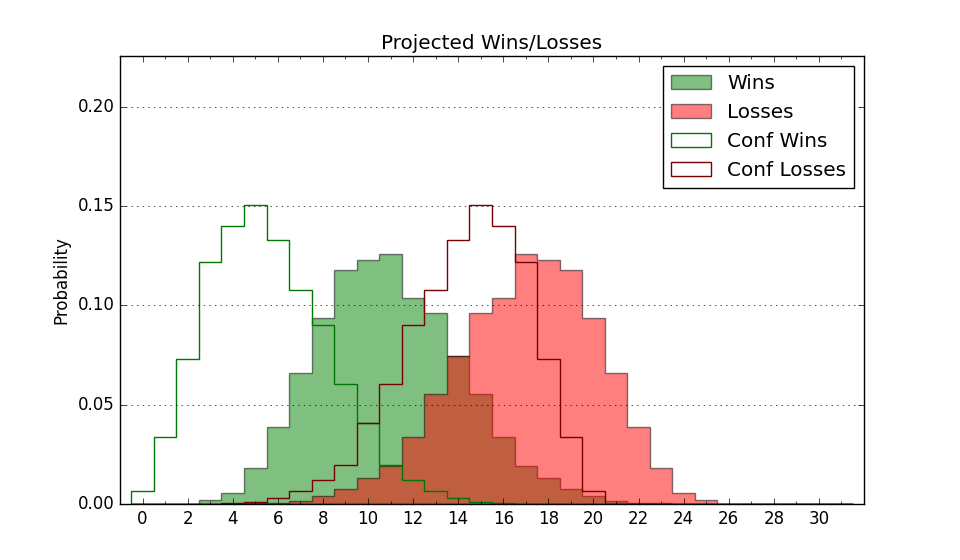 Projected Wins/Losses
Wins
Losses
Conf Wins
Conf Losses
Probability
0.20
0.15
0.10
0.05
0.00
0 2 4 6 8 10 12 14 16 18 20 22 24 26 28 30